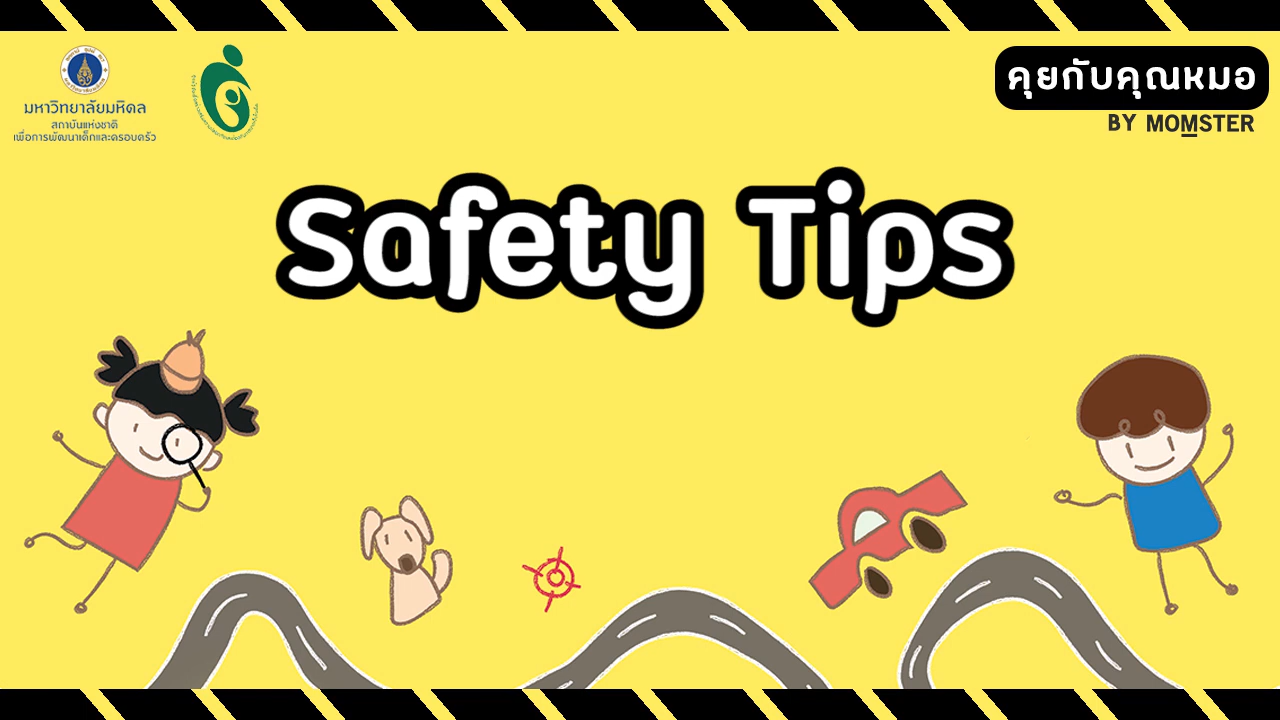 มหาวิทยาลัยมหิดล
สถาบันแห่งชาติ
เพื่อการพัฒนาเด็กและครอบครัว
คุยกับคุณหมอ
BY MOMSTER
Safety Tips